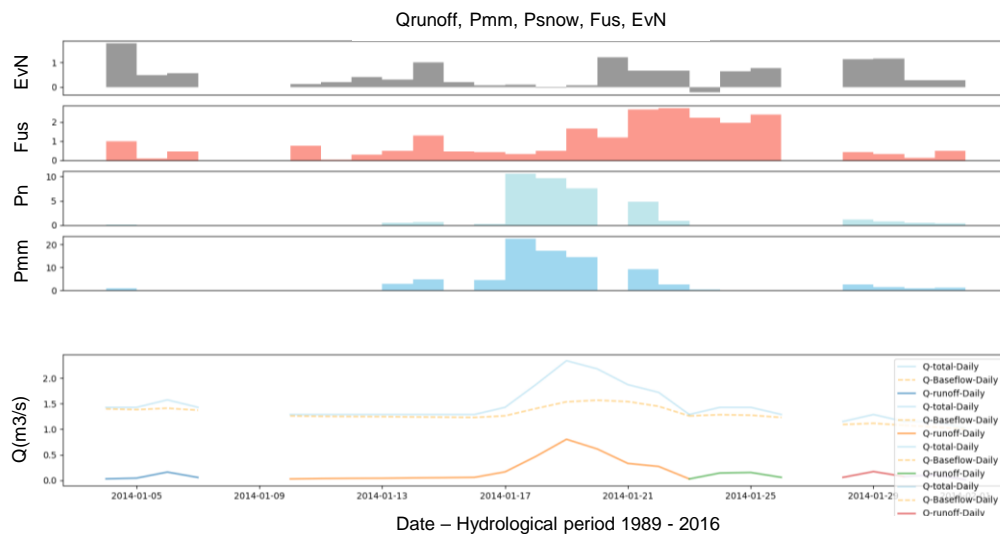 Qrunoff, Pmm, Psnow, Fus, EvN
EvN
1
0
Fus
2
1
0
Pn
10
5
0
Pmm
20
10
0
Q(m3/s)
2.0
1.5
1.0
0.5
0.0
Q-total-Daily
Q-Baseflow-Daily
Q-runoff-Daily
Q-total-Daily
Q-Baseflow-Daily
Q-runoff-Daily
Q-total-Daily
Q-Baseflow-Daily
Q-runoff-Daily
Q-total-Daily
Q-Baseflow-Daily
Q-runoff-Daily
2014-01-05 2014-01-09 2014-01-13 2014-01-17 2014-01-21 2014-01-25 2014-01-29
Date – Hydrological period 1989 - 2016